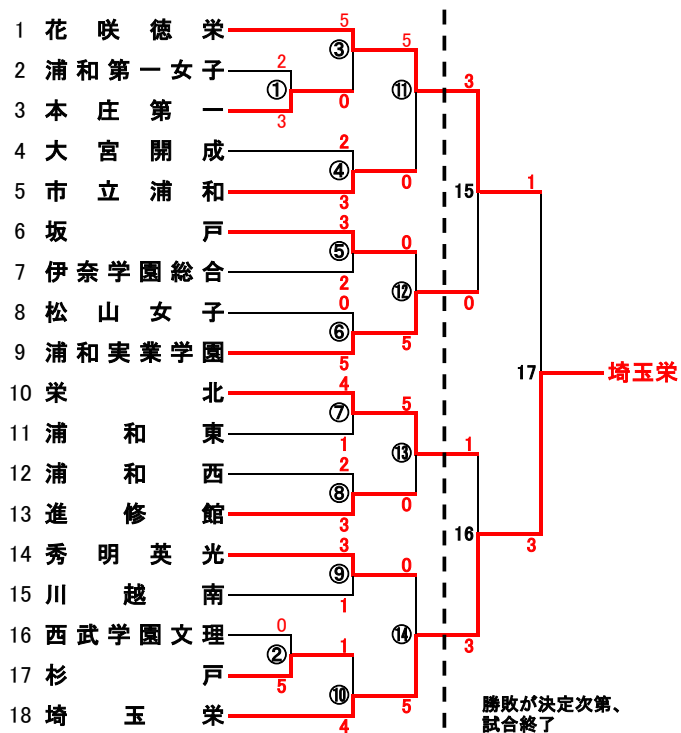 1 花咲徳栄
2 浦和第一女子
3 本庄第一
4 大宮開成
5 市立浦和
6 坂戸
7 伊奈学園総合
8 松山女子
9 浦和実業学園
10 栄北
11 浦和東
12 浦和西
13 進修館
14 秀明英光
15 川越南
16 西武学園文理
17 杉戸
18 埼玉栄
2
①
3
0
②
5
5
③
0
2
④
3
3
⑤
2
0
⑥
5
4
⑦
1
2
⑧
3
3
⑨
1
1
⑩
4
5
⑪
0
0
⑫
5
5
⑬
0
0
⑭
5
3
15
0
1
16
3
1
17
3
埼玉栄
勝敗が決定次第、
試合終了